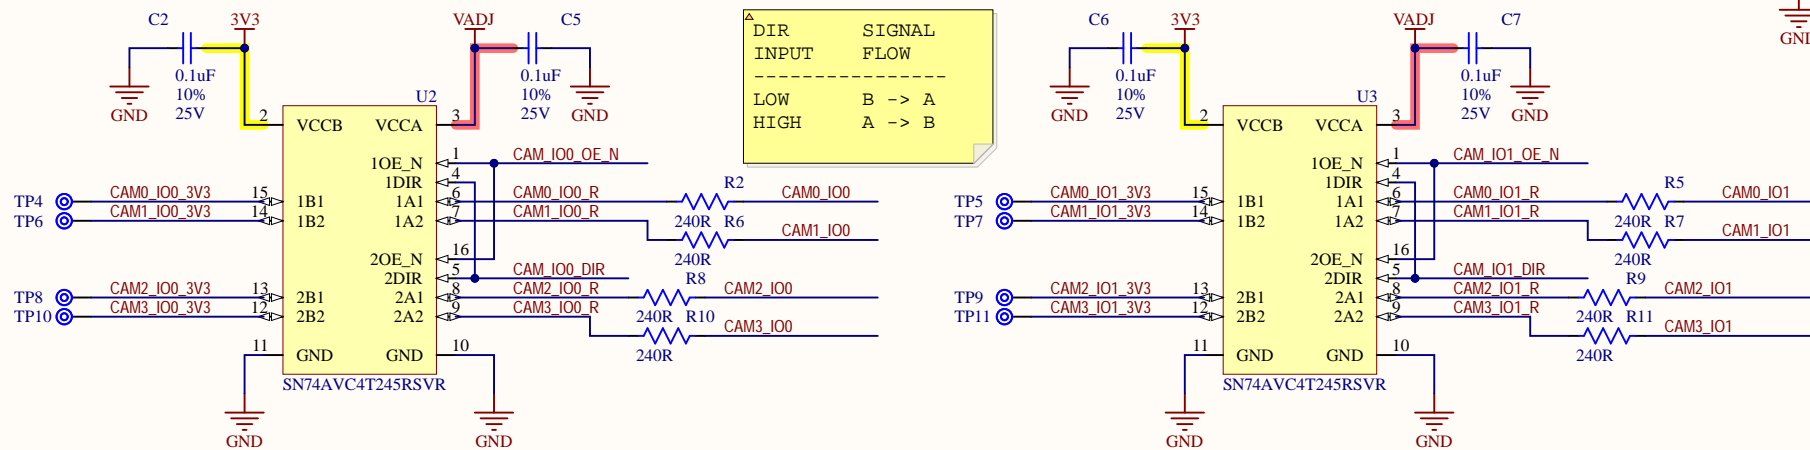 C2
3V3
VADJ
C5
0.1uF
10%
25V
GND
0.1uF
10%
25V
GND
U2
2
VCCB
VCCA
3
1OE_N
1
CAM_IO0_OE_N
1DIR
4
TP4
CAM0_IO0_3V3
15
1B1
1A1
6
CAM0_IO0_R
R2
240R
CAM0_IO0
TP6
CAM1_IO0_3V3
14
1B2
1A2
7
CAM1_IO0_R
R6
240R
CAM1_IO0
2OE_N
16
2DIR
5
CAM_IO0_DIR
TP8
CAM2_IO0_3V3
13
2B1
2A1
8
CAM2_IO0_R
R8
240R
CAM2_IO0
TP10
CAM3_IO0_3V3
12
2B2
2A2
9
CAM3_IO0_R
R10
240R
CAM3_IO0
11
GND
GND
10
SN74AVC4T245RSVR
GND
GND
DIR SIGNAL
INPUT FLOW
----------------
LOW B -> A
HIGH A -> B
C6
3V3
VADJ
C7
0.1uF
10%
25V
GND
0.1uF
10%
25V
GND
GND
U3
2
VCCB
VCCA
3
1OE_N
1
CAM_IO1_OE_N
1DIR
4
TP5
CAM0_IO1_3V3
15
1B1
1A1
6
CAM0_IO1_R
R5
240R
CAM0_IO1
TP7
CAM1_IO1_3V3
14
1B2
1A2
7
CAM1_IO1_R
R7
240R
CAM1_IO1
2OE_N
16
2DIR
5
CAM_IO1_DIR
TP9
CAM2_IO1_3V3
13
2B1
2A1
8
CAM2_IO1_R
R9
240R
CAM2_IO1
TP11
CAM3_IO1_3V3
12
2B2
2A2
9
CAM3_IO1_R
R11
240R
CAM3_IO1
11
GND
GND
10
SN74AVC4T245RSVR
GND
GND